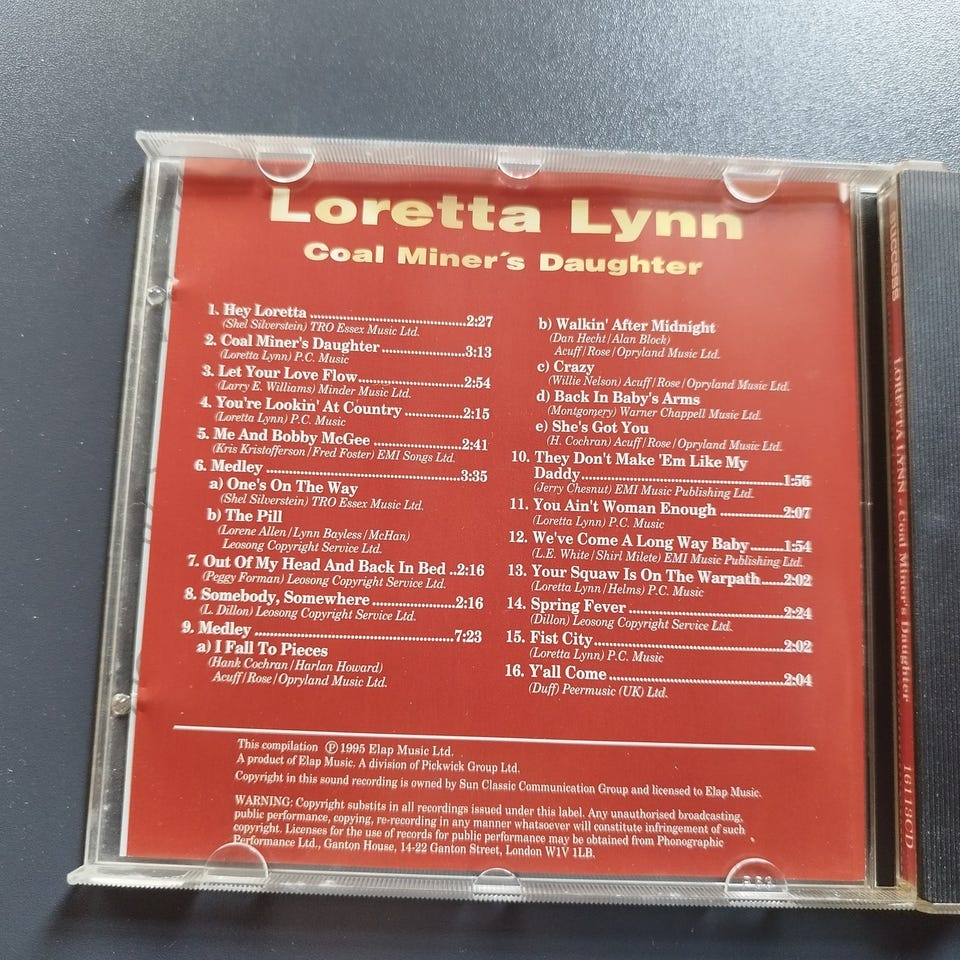 Loretta Lynn
Coal Miner's Daughter
1. Hey Loretta ........................2:27
(Shel Silverstein) TRO Essex Music Ltd.
2. Coal Miner's Daughter ................3:13
(Loretta Lynn) P.C. Music
3. Let Your Love Flow....................2:54
(Larry E. Williams) Minder Music Ltd.
4. You're Lookin' At Country ...............2:15
(Loretta Lynn) P.C. Music
5. Me And Bobby McGee .................2:41
(Kris Kristofferson/Fred Foster) EMI Songs Ltd.
6. Medley ......................................3:35
a) One's On The Way
(Shel Silverstein) TRO Essex Music Ltd.
b) The Pill
(Lorene Allen/Lynn Bayless/McHan)
Leosong Copyright Service Ltd.
7. Out Of My Head And Back In Bed ..2:16
(Peggy Forman) Leosong Copyright Service Ltd.
8. Somebody, Somewhere ......................2:16
(L. Dillon) Leosong Copyright Service Ltd.
9. Medley .............................................7:23
a) I Fall To Pieces
(Hank Cochran/Harlan Howard)
Acuff/Rose/Opryland Music Ltd.
b) Walkin' After Midnight
(Dan Hecht/Alan Block)
Acuff/Rose/Opryland Music Ltd.
c) Crazy
(Willie Nelson) Acuff/Rose/Opryland Music Ltd.
d) Back In Baby's Arms
(Montgomery) Warner Chappell Music Ltd.
e) She's Got You
(H. Cochran) Acuff/Rose/Opryland Music Ltd.
10. They Don't Make 'Em Like My
Daddy........................................1:56
(Jerry Chesnut) EMI Music Publishing Ltd.
11. You Ain't Woman Enough .............2:07
(Loretta Lynn) P.C. Music
12. We've Come A Long Way Baby.........1:54
(L.E. White/Shirl Milete) EMI Music Publishing Ltd.
13. Your Squaw Is On The Warpath......2:02
(Loretta Lynn/Helms) P.C. Music
14. Spring Fever ...............................2:24
(Dillon) Leosong Copyright Service Ltd.
15. Fist City......................................2:02
(Loretta Lynn) P.C. Music
16. Y'all Come ...................................2:04
(Duff) Peermusic (UK) Ltd.
This compilation ℗ 1995 Elap Music Ltd.
A product of Elap Music. A division of Pickwick Group Ltd.
Copyright in this sound recording is owned by Sun Classic Communication Group and licensed to Elap Music.
WARNING: Copyright substits in all recordings issued under this label. Any unauthorised broadcasting,
public performance, copying, re-recording in any manner whatsoever will constitute infringement of such
copyright. Licenses for the use of records for public performance may be obtained from Phonographic
Performance Ltd., Ganton House, 14-22 Ganton Street, London W1V 1LB.
success
LORETTA LYNN - Coal Miner's Daughter
16113CD